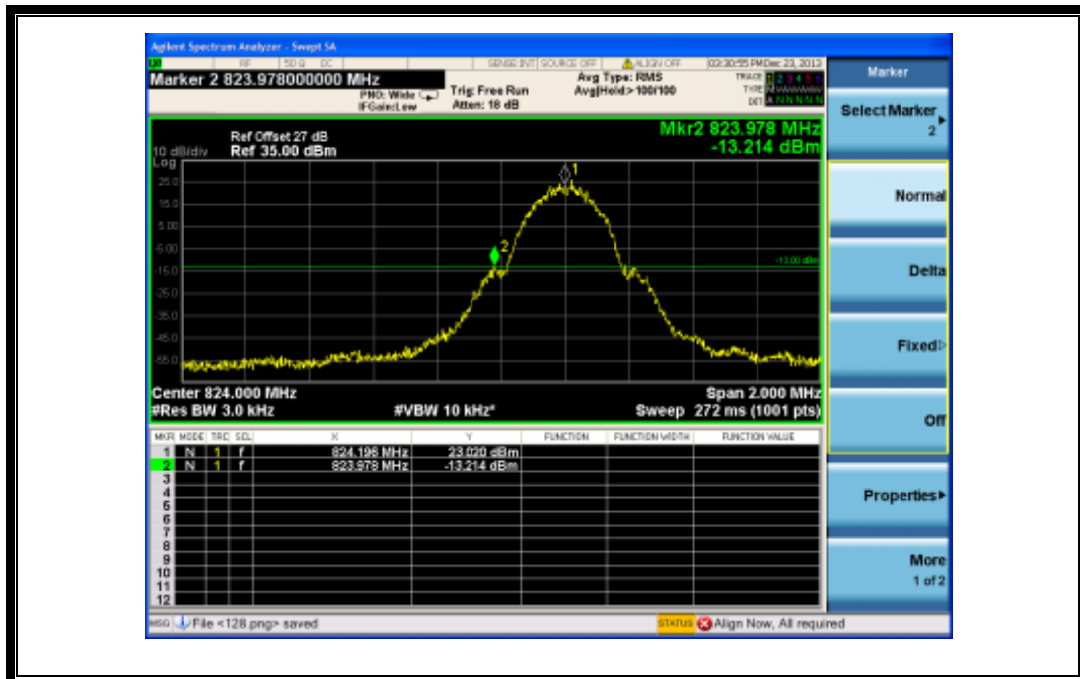 Agilent Spectrum Analyzer - Swept SA
RF 50 Ω DC SENSE:INT SOURCE OFF ALIGN OFF 03:30:55 PM Dec 23, 2013
Marker 2 823.978000000 MHz
PNO: Wide
IFGain:Low
Trig: Free Run
Atten: 18 dB
Avg Type: RMS
Avg|Hold:>100/100
TRACE 1 2 3 4 5 6
TYPE M W W W W W
DET A N N N N N
Marker
Select Marker
2
Normal
Delta
Fixed
Off
Properties
More
1 of 2
Mkr2 823.978 MHz
-13.214 dBm
Ref Offset 27 dB
10 dB/div Ref 35.00 dBm
Log
25.0
15.0
5.00
-5.00
-15.0
-25.0
-35.0
-45.0
-55.0
1
2
-13.00 dBm
Center 824.000 MHz Span 2.000 MHz
#Res BW 3.0 kHz #VBW 10 kHz* Sweep 272 ms (1001 pts)
MKR MODE TRC SCL X Y FUNCTION FUNCTION WIDTH FUNCTION VALUE
1 N 1 f 824.196 MHz 23.020 dBm
2 N 1 f 823.978 MHz -13.214 dBm
3
4
5
6
7
8
9
10
11
12
MSG File <128.png> saved STATUS Align Now, All required